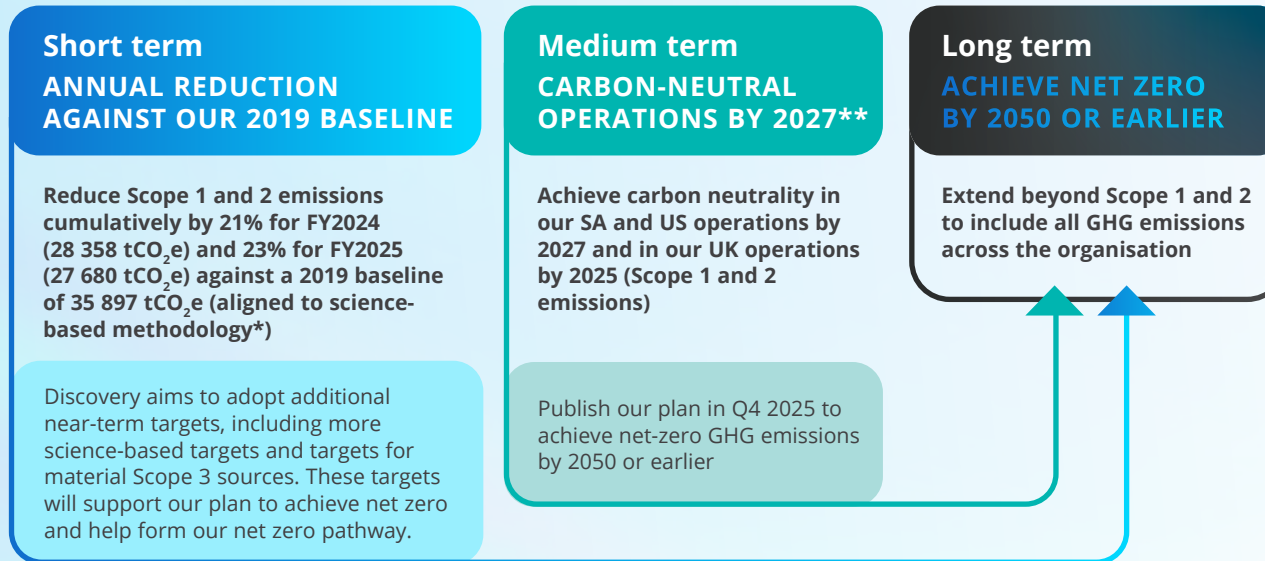 Short term
ANNUAL REDUCTION
AGAINST OUR 2019 BASELINE
Reduce Scope 1 and 2 emissions
cumulatively by 21% for FY2024
(28 358 tCO₂e) and 23% for FY2025
(27 680 tCO₂e) against a 2019 baseline
of 35 897 tCO₂e (aligned to science-
based methodology*)
Discovery aims to adopt additional
near-term targets, including more
science-based targets and targets for
material Scope 3 sources. These targets
will support our plan to achieve net zero
and help form our net zero pathway.
Medium term
CARBON-NEUTRAL
OPERATIONS BY 2027**
Achieve carbon neutrality in
our SA and US operations by
2027 and in our UK operations
by 2025 (Scope 1 and 2
emissions)
Publish our plan in Q4 2025 to
achieve net-zero GHG emissions
by 2050 or earlier
Long term
ACHIEVE NET ZERO
BY 2050 OR EARLIER
Extend beyond Scope 1 and 2
to include all GHG emissions
across the organisation